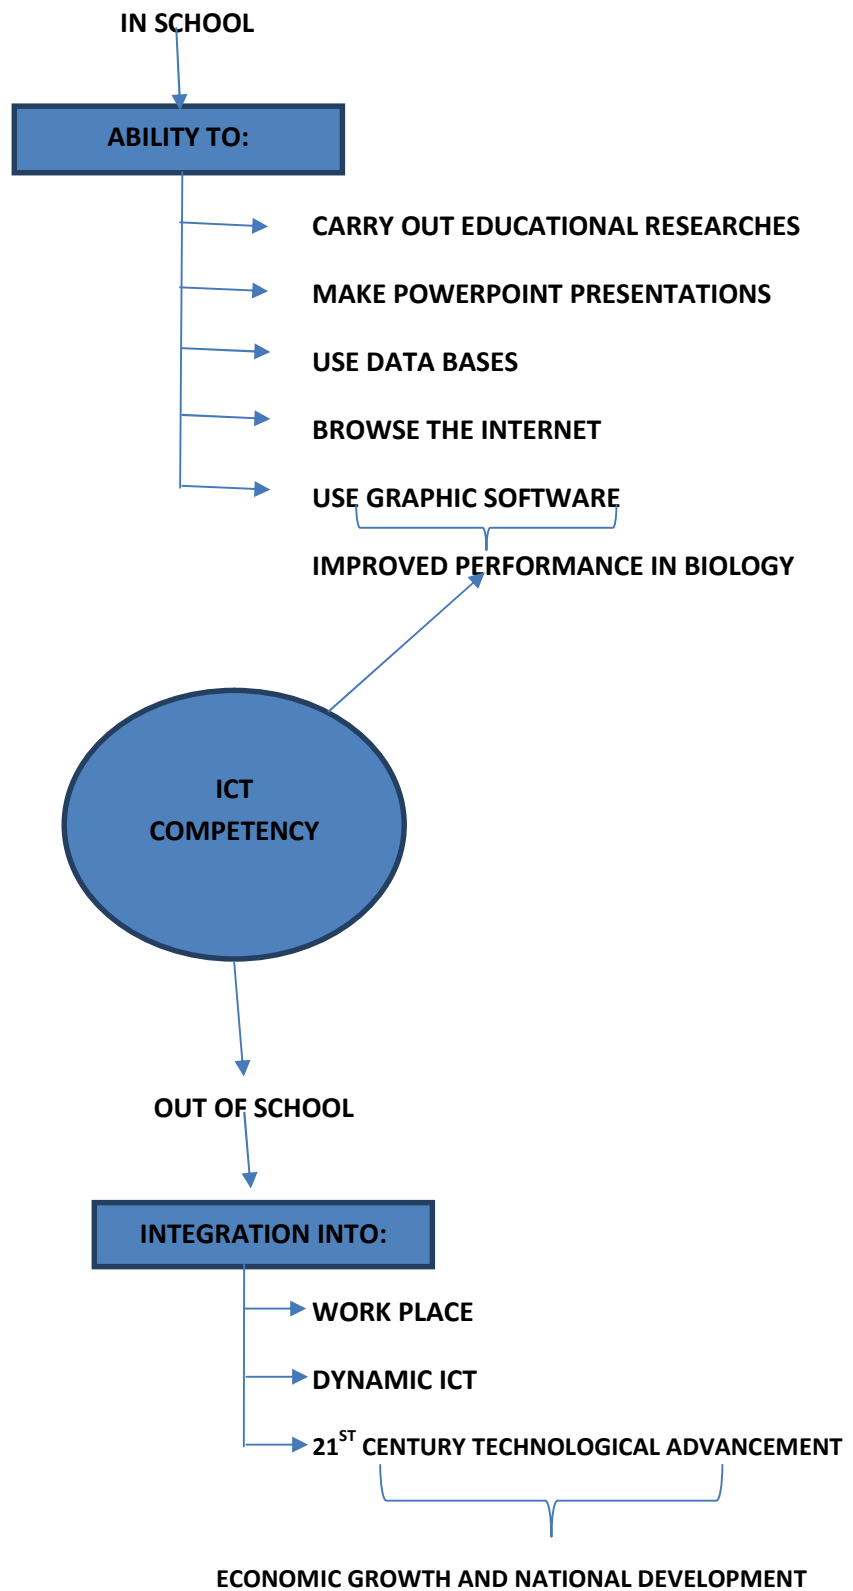 IN SCHOOL
ABILITY TO:
CARRY OUT EDUCATIONAL RESEARCHES
MAKE POWERPOINT PRESENTATIONS
USE DATA BASES
BROWSE THE INTERNET
USE GRAPHIC SOFTWARE
IMPROVED PERFORMANCE IN BIOLOGY
ICT
COMPETENCY
OUT OF SCHOOL
INTEGRATION INTO:
WORK PLACE
DYNAMIC ICT
21ST CENTURY TECHNOLOGICAL ADVANCEMENT
ECONOMIC GROWTH AND NATIONAL DEVELOPMENT